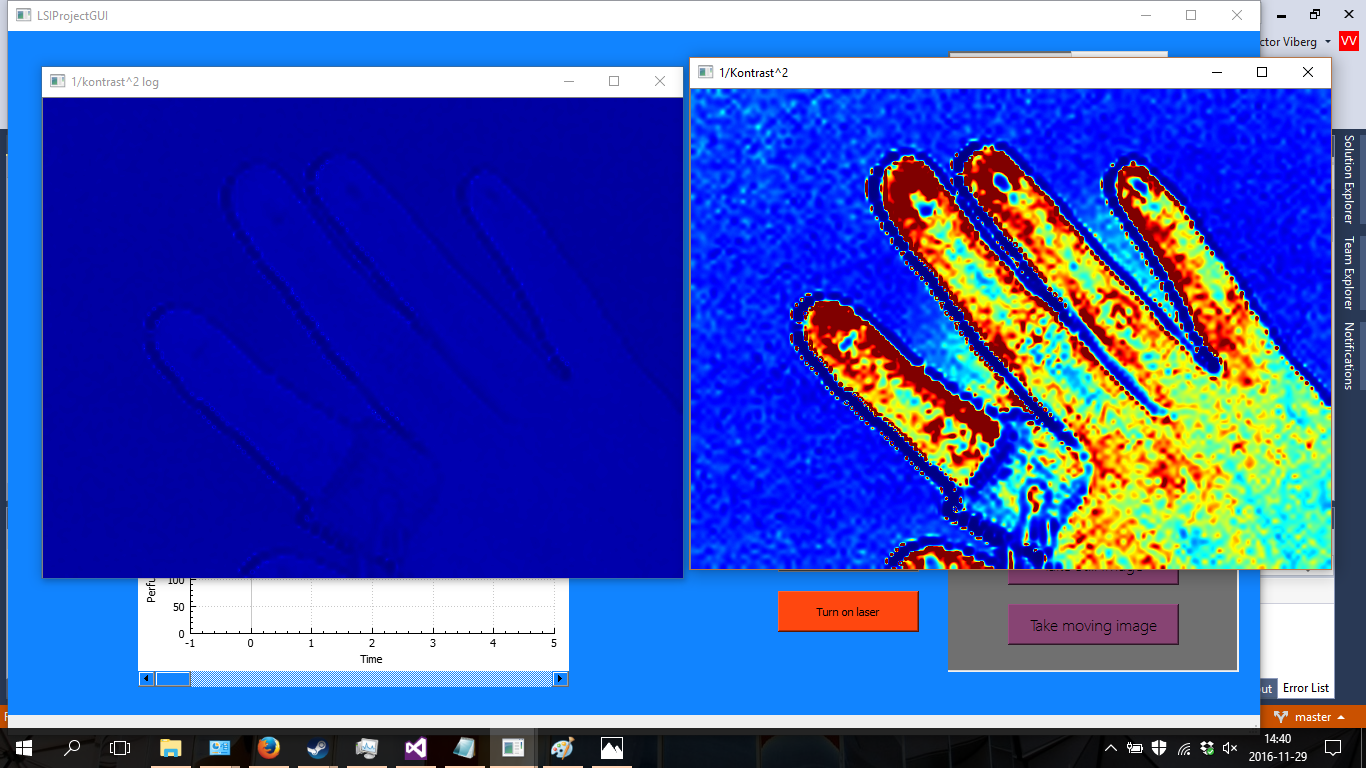 LSIProjectGUI
ctor Viberg
VV
1/kontrast^2 log
1/Kontrast^2
Solution Explorer
Team Explorer
Notifications
100
50
0
-1 0 1 2 3 4 5
Time
Turn on laser
Take moving image
Error List
master
14:40
2016-11-29